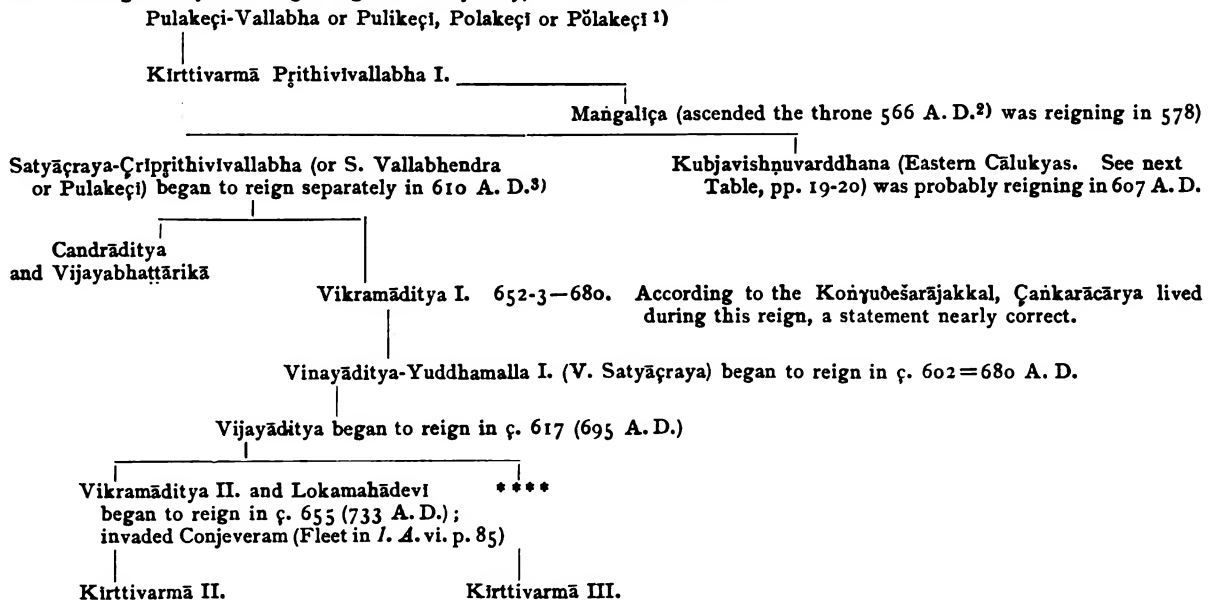 Pulakeçi-Vallabha or Pulikeçi, Polakeçi or Pŏlakeçi ¹)
Kīrttivarmā Pṛithivīvallabha I.
Maṅgalīça (ascended the throne 566 A. D.²) was reigning in 578)
Satyāçraya-Çrīpṛithivīvallabha (or S. Vallabhendra
or Pulakeçi) began to reign separately in 610 A. D.³)
Kubjavishṇuvarddhana (Eastern Cālukyas. See next
Table, pp. 19-20) was probably reigning in 607 A. D.
Candrāditya
and Vijayabhaṭṭārikā
Vikramāditya I. 652-3—680. According to the Koṅyuδešarājakkal, Çaṅkarācārya lived
during this reign, a statement nearly correct.
Vinayāditya-Yuddhamalla I. (V. Satyāçraya) began to reign in ç. 602 = 680 A. D.
Vijayāditya began to reign in ç. 617 (695 A. D.)
Vikramāditya II. and Lokamahādevī
* * * *
began to reign in ç. 655 (733 A. D.);
invaded Conjeveram (Fleet in I. A. vi. p. 85)
Kīrttivarmā II.
Kīrttivarmā III.